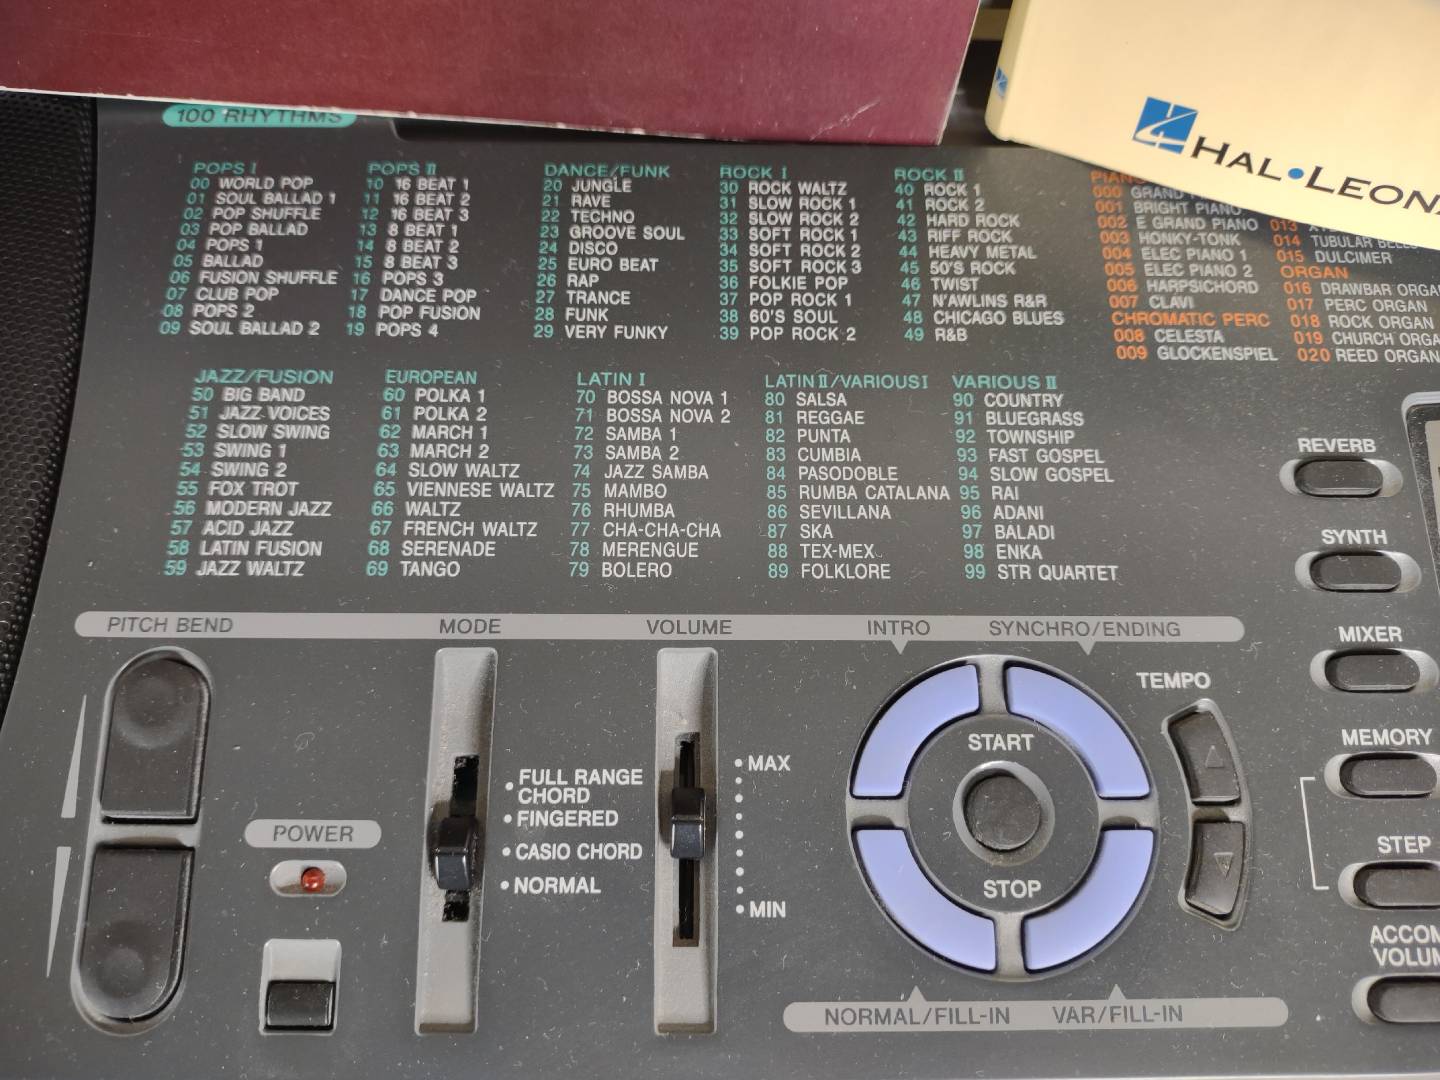 100 RHYTHMS
HAL•LEON
POPS I
00 WORLD POP
01 SOUL BALLAD 1
02 POP SHUFFLE
03 POP BALLAD
04 POPS 1
05 BALLAD
06 FUSION SHUFFLE
07 CLUB POP
08 POPS 2
09 SOUL BALLAD 2
POPS II
10 16 BEAT 1
11 16 BEAT 2
12 16 BEAT 3
13 8 BEAT 1
14 8 BEAT 2
15 8 BEAT 3
16 POPS 3
17 DANCE POP
18 POP FUSION
19 POPS 4
DANCE/FUNK
20 JUNGLE
21 RAVE
22 TECHNO
23 GROOVE SOUL
24 DISCO
25 EURO BEAT
26 RAP
27 TRANCE
28 FUNK
29 VERY FUNKY
ROCK I
30 ROCK WALTZ
31 SLOW ROCK 1
32 SLOW ROCK 2
33 SOFT ROCK 1
34 SOFT ROCK 2
35 SOFT ROCK 3
36 FOLKIE POP
37 POP ROCK 1
38 60'S SOUL
39 POP ROCK 2
ROCK II
40 ROCK 1
41 ROCK 2
42 HARD ROCK
43 RIFF ROCK
44 HEAVY METAL
45 50'S ROCK
46 TWIST
47 N'AWLINS R&R
48 CHICAGO BLUES
49 R&B
PIANO
000 GRAND
001 BRIGHT PIANO
002 E GRAND PIANO
003 HONKY-TONK
004 ELEC PIANO 1
005 ELEC PIANO 2
006 HARPSICHORD
007 CLAVI
CHROMATIC PERC
008 CELESTA
009 GLOCKENSPIEL
013
014 TUBULAR BELLS
015 DULCIMER
ORGAN
016 DRAWBAR ORGA
017 PERC ORGAN
018 ROCK ORGAN
019 CHURCH ORGA
020 REED ORGAN
JAZZ/FUSION
50 BIG BAND
51 JAZZ VOICES
52 SLOW SWING
53 SWING 1
54 SWING 2
55 FOX TROT
56 MODERN JAZZ
57 ACID JAZZ
58 LATIN FUSION
59 JAZZ WALTZ
EUROPEAN
60 POLKA 1
61 POLKA 2
62 MARCH 1
63 MARCH 2
64 SLOW WALTZ
65 VIENNESE WALTZ
66 WALTZ
67 FRENCH WALTZ
68 SERENADE
69 TANGO
LATIN I
70 BOSSA NOVA 1
71 BOSSA NOVA 2
72 SAMBA 1
73 SAMBA 2
74 JAZZ SAMBA
75 MAMBO
76 RHUMBA
77 CHA-CHA-CHA
78 MERENGUE
79 BOLERO
LATIN II/VARIOUS I
80 SALSA
81 REGGAE
82 PUNTA
83 CUMBIA
84 PASODOBLE
85 RUMBA CATALANA
86 SEVILLANA
87 SKA
88 TEX-MEX
89 FOLKLORE
VARIOUS II
90 COUNTRY
91 BLUEGRASS
92 TOWNSHIP
93 FAST GOSPEL
94 SLOW GOSPEL
95 RAI
96 ADANI
97 BALADI
98 ENKA
99 STR QUARTET
REVERB
SYNTH
MIXER
MEMORY
STEP
ACCOM
VOLUM
PITCH BEND
MODE
VOLUME
INTRO
SYNCHRO/ENDING
POWER
• FULL RANGE
CHORD
• FINGERED
• CASIO CHORD
• NORMAL
• MAX
• MIN
START
STOP
TEMPO
NORMAL/FILL-IN
VAR/FILL-IN